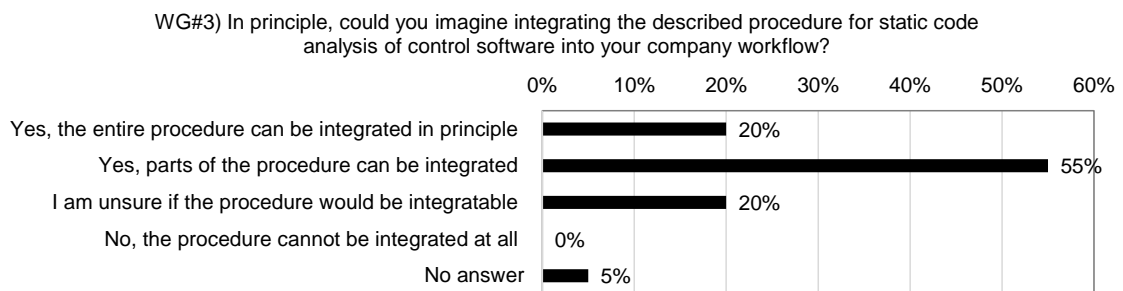 WG#3) In principle, could you imagine integrating the described procedure for static code
analysis of control software into your company workflow?
0% 10% 20% 30% 40% 50% 60%
Yes, the entire procedure can be integrated in principle 20%
Yes, parts of the procedure can be integrated 55%
I am unsure if the procedure would be integratable 20%
No, the procedure cannot be integrated at all 0%
No answer 5%